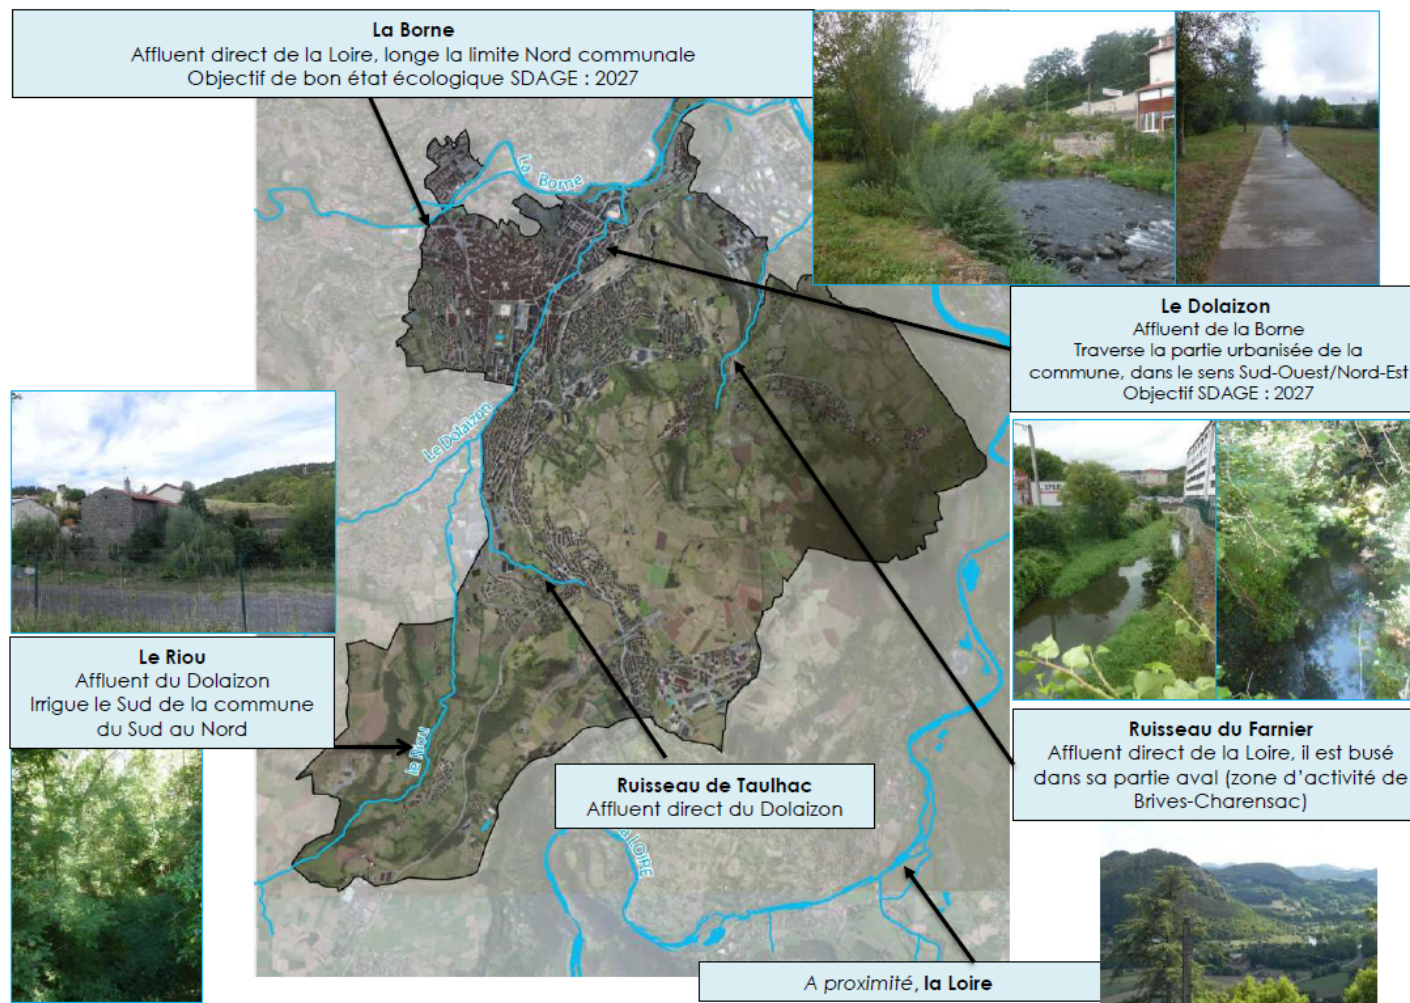 La Borne
Affluent direct de la Loire, longe la limite Nord communale
Objectif de bon état écologique SDAGE : 2027
La Borne
Le Dolaizon
Affluent de la Borne
Traverse la partie urbanisée de la
commune, dans le sens Sud-Ouest/Nord-Est
Objectif SDAGE : 2027
Le Dolaizon
Le Riou
Affluent du Dolaizon
Irrigue le Sud de la commune
du Sud au Nord
le Riou
Ruisseau de Taulhac
Affluent direct du Dolaizon
Ruisseau du Farnier
Affluent direct de la Loire, il est busé
dans sa partie aval (zone d’activité de
Brives-Charensac)
LOIRE
A proximité, la Loire